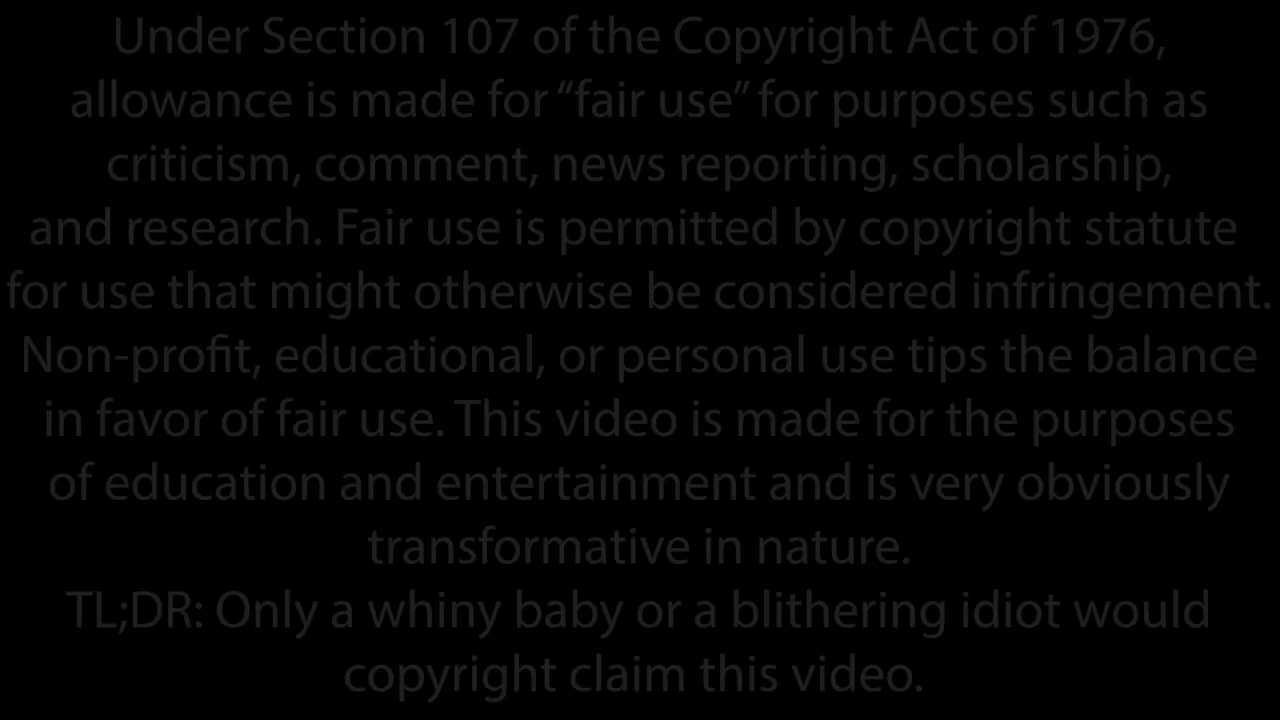 Under Section 107 of the Copyright Act of 1976,
allowance is made for “fair use” for purposes such as
criticism, comment, news reporting, scholarship,
and research. Fair use is permitted by copyright statute
for use that might otherwise be considered infringement.
Non-profit, educational, or personal use tips the balance
in favor of fair use. This video is made for the purposes
of education and entertainment and is very obviously
transformative in nature.
TL;DR: Only a whiny baby or a blithering idiot would
copyright claim this video.